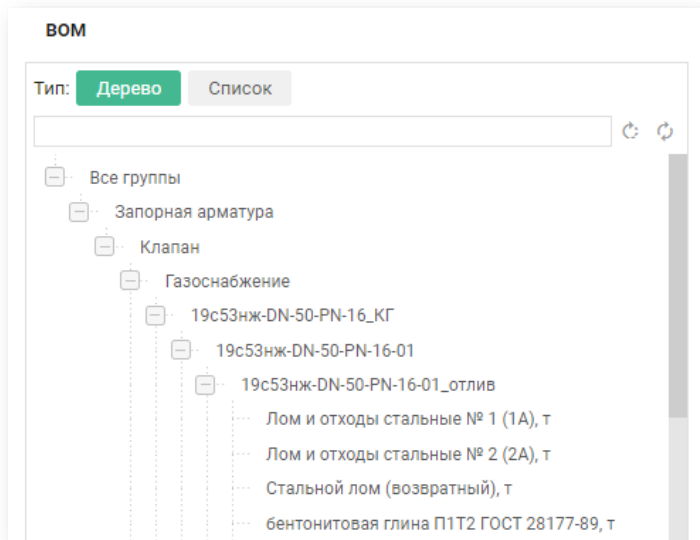 BOM
Тип: Дерево Список
Все группы
Запорная арматура
Клапан
Газоснабжение
19с53нж-DN-50-PN-16_КГ
19с53нж-DN-50-PN-16-01
19с53нж-DN-50-PN-16-01_отлив
Лом и отходы стальные № 1 (1А), т
Лом и отходы стальные № 2 (2А), т
Стальной лом (возвратный), т
бентонитовая глина П1Т2 ГОСТ 28177-89, т